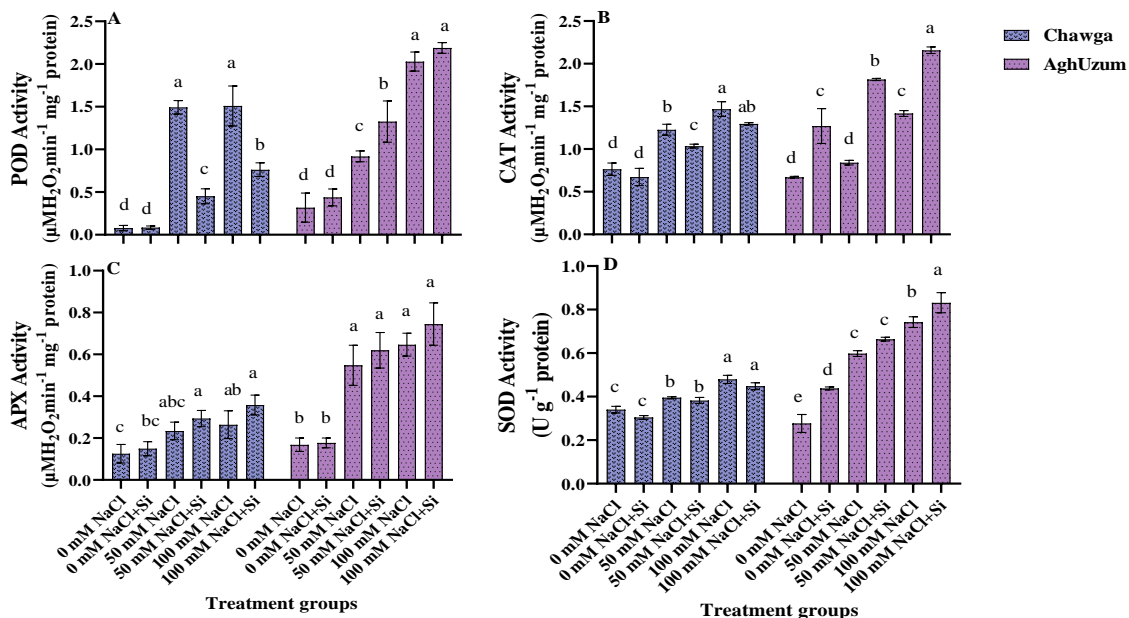 A
POD Activity
(µMH₂O₂min⁻¹ mg⁻¹ protein)
2.5
2.0
1.5
1.0
0.5
0.0
d d a c a b d d c b a a
B
CAT Activity
(µMH₂O₂min⁻¹ mg⁻¹ protein)
2.5
2.0
1.5
1.0
0.5
0.0
d d b c a ab d c d b c a
Chawga
AghUzum
C
APX Activity
(µMH₂O₂min⁻¹ mg⁻¹ protein)
1.0
0.8
0.6
0.4
0.2
0.0
c bc abc a ab a b b a a a a
0 mM NaCl
0 mM NaCl+Si
50 mM NaCl
50 mM NaCl+Si
100 mM NaCl
100 mM NaCl+Si
0 mM NaCl
0 mM NaCl+Si
50 mM NaCl
50 mM NaCl+Si
100 mM NaCl
100 mM NaCl+Si
Treatment groups
D
SOD Activity
(U g⁻¹ protein)
1.0
0.8
0.6
0.4
0.2
0.0
c c b b a a e d c c b a
0 mM NaCl
0 mM NaCl+Si
50 mM NaCl
50 mM NaCl+Si
100 mM NaCl
100 mM NaCl+Si
0 mM NaCl
0 mM NaCl+Si
50 mM NaCl
50 mM NaCl+Si
100 mM NaCl
100 mM NaCl+Si
Treatment groups